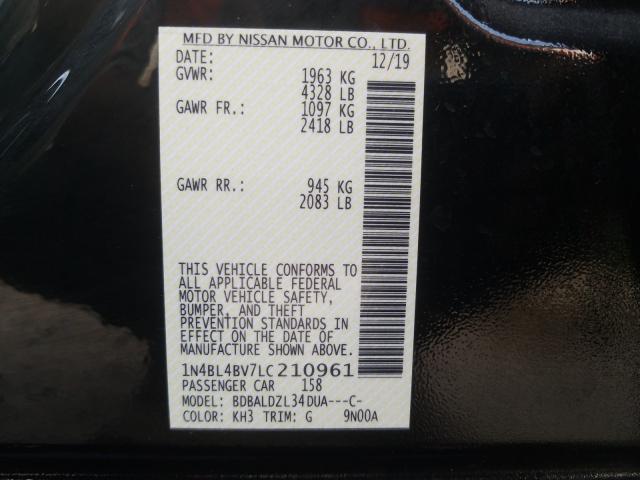 MFD BY NISSAN MOTOR CO., LTD.
DATE: 12/19
GVWR: 1963 KG
4328 LB
GAWR FR.: 1097 KG
2418 LB
GAWR RR.: 945 KG
2083 LB
THIS VEHICLE CONFORMS TO
ALL APPLICABLE FEDERAL
MOTOR VEHICLE SAFETY,
BUMPER, AND THEFT
PREVENTION STANDARDS IN
EFFECT ON THE DATE OF
MANUFACTURE SHOWN ABOVE.
1N4BL4BV7LC210961
PASSENGER CAR 158
MODEL: BDBALDZL34DUA---C-
COLOR: KH3 TRIM: G 9N00A